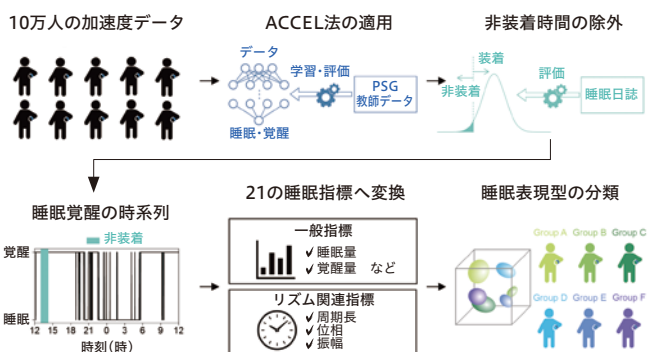 10万人の加速度データ
ACCEL法の適用
非装着時間の除外
データ
学習・評価
PSG
教師データ
睡眠・覚醒
装着
非装着
評価
睡眠日誌
睡眠覚醒の時系列
非装着
覚醒
睡眠
12 15 18 21 0 3 6 9 12
時刻(時)
21の睡眠指標へ変換
一般指標
✓睡眠量
✓覚醒量 など
リズム関連指標
✓周期長
✓位相
✓振幅
睡眠表現型の分類
Group A Group B Group C
Group D Group E Group F